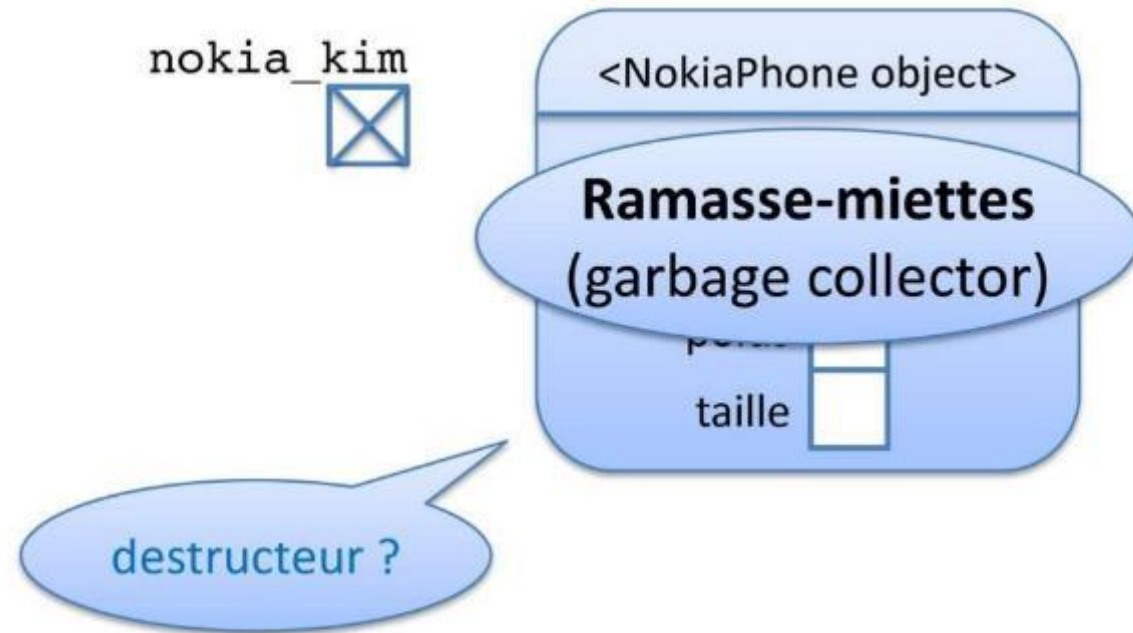 nokia_kim
<NokiaPhone object>
Ramasse-miettes
(garbage collector)
taille
destructeur ?